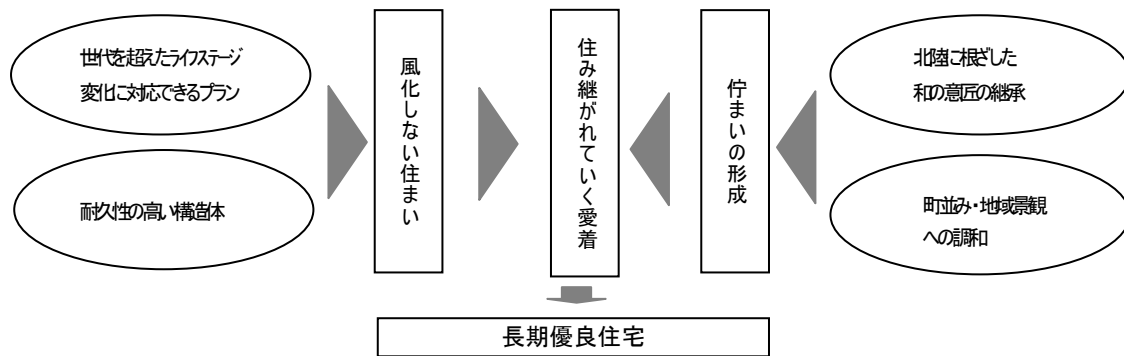 世代を超えたライフステージ
変化に対応できるプラン
耐久性の高い構造体
風化しない住まい
住み継がれていく愛着
佇まいの形成
北陸に根ざした
和の意匠の継承
町並み・地域景観
への調和
長期優良住宅